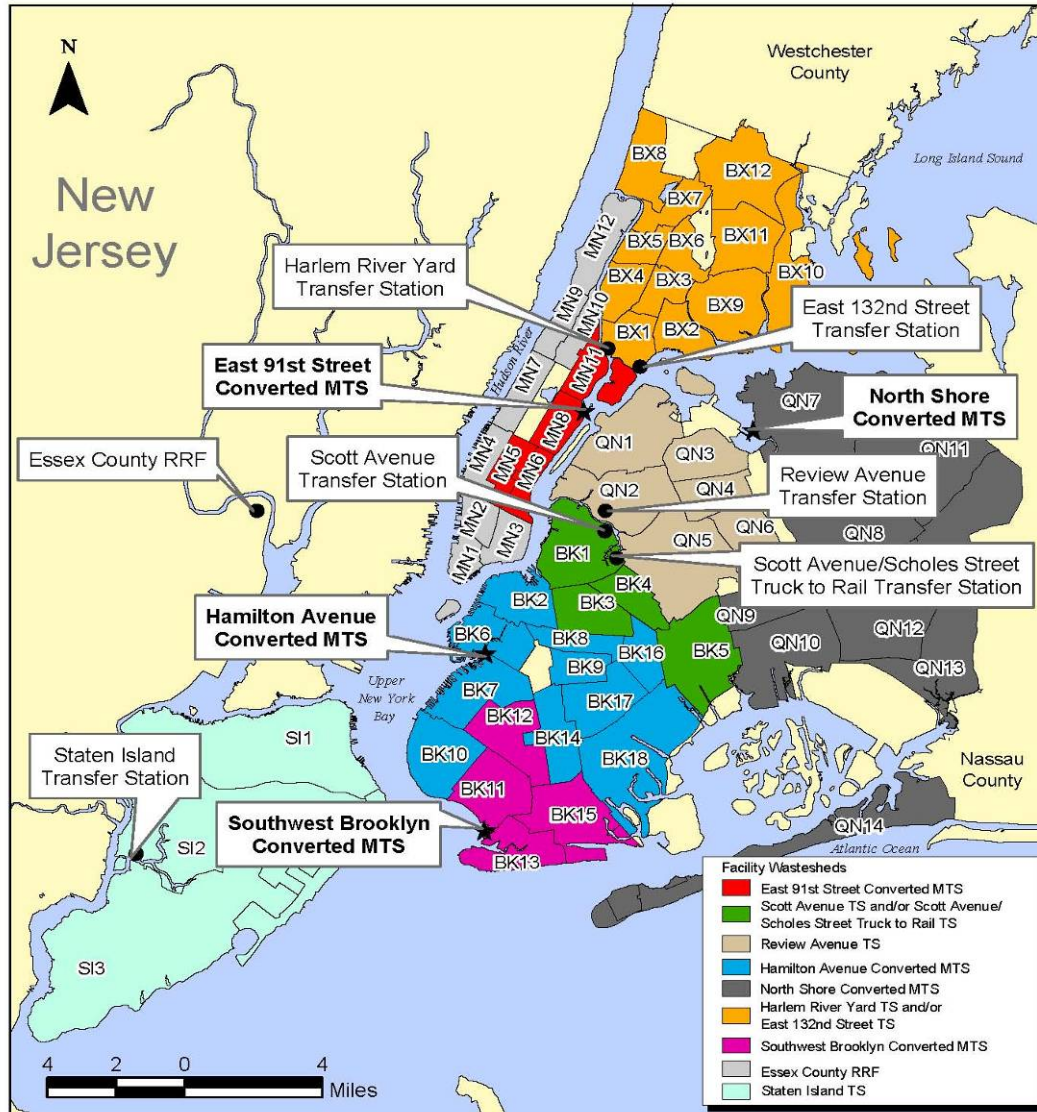 N
Westchester
County
Long Island Sound
New
Jersey
BX8
BX12
BX7
BX5
BX6
BX11
BX4
BX3
BX10
BX9
BX1
BX2
MN12
MN9
MN10
MN7
MN11
MN8
MN4
MN5
MN6
MN2
MN3
MN1
Hudson River
Harlem River Yard
Transfer Station
East 132nd Street
Transfer Station
East 91st Street
Converted MTS
North Shore
Converted MTS
Essex County RRF
Scott Avenue
Transfer Station
Review Avenue
Transfer Station
Scott Avenue/Scholes Street
Truck to Rail Transfer Station
QN7
QN11
QN1
QN3
QN4
QN2
QN6
QN8
QN5
QN9
QN10
QN12
QN13
QN14
BK1
BK4
BK3
BK2
BK5
BK6
BK8
BK16
BK9
BK7
BK17
BK12
BK14
BK10
BK18
BK11
BK15
BK13
Hamilton Avenue
Converted MTS
Upper
New York
Bay
Staten Island
Transfer Station
SI1
SI2
SI3
Southwest Brooklyn
Converted MTS
Nassau
County
Atlantic Ocean
Facility Wastesheds
East 91st Street Converted MTS
Scott Avenue TS and/or Scott Avenue/
Scholes Street Truck to Rail TS
Review Avenue TS
Hamilton Avenue Converted MTS
North Shore Converted MTS
Harlem River Yard TS and/or
East 132nd Street TS
Southwest Brooklyn Converted MTS
Essex County RRF
Staten Island TS
4 2 0 4
Miles